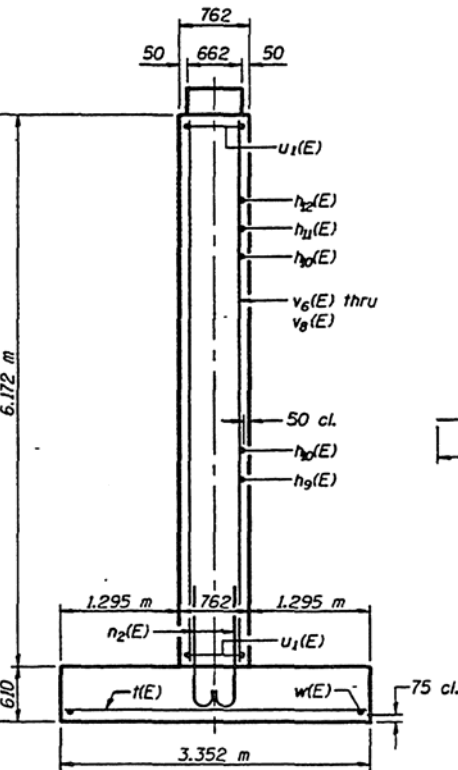 762
50 662 50
u1(E)
h12(E)
h11(E)
h10(E)
v6(E) thru
v8(E)
6.172 m
50 cl.
h10(E)
h9(E)
1.295 m 762 1.295 m
n2(E)
u1(E)
610
t(E) w(E) 75 cl.
3.352 m